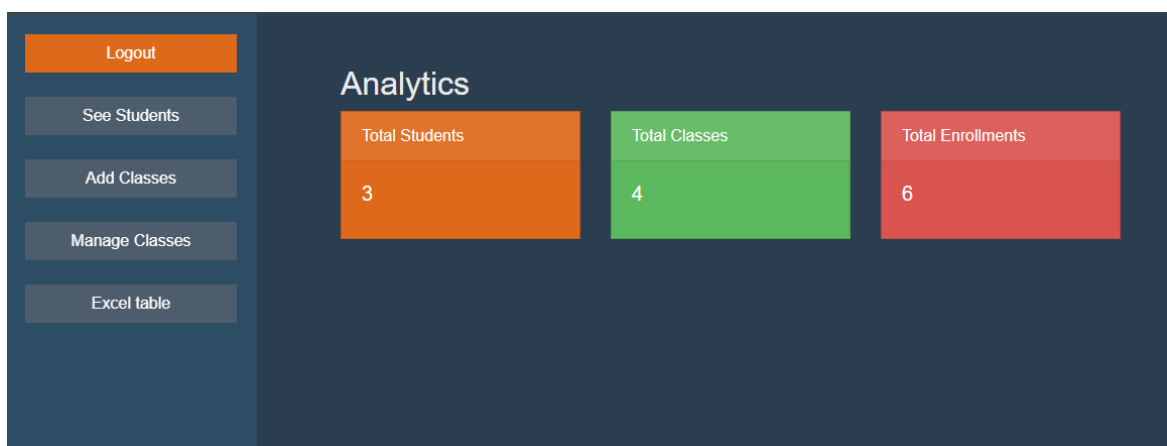 Logout
See Students
Add Classes
Manage Classes
Excel table
Analytics
Total Students
3
Total Classes
4
Total Enrollments
6